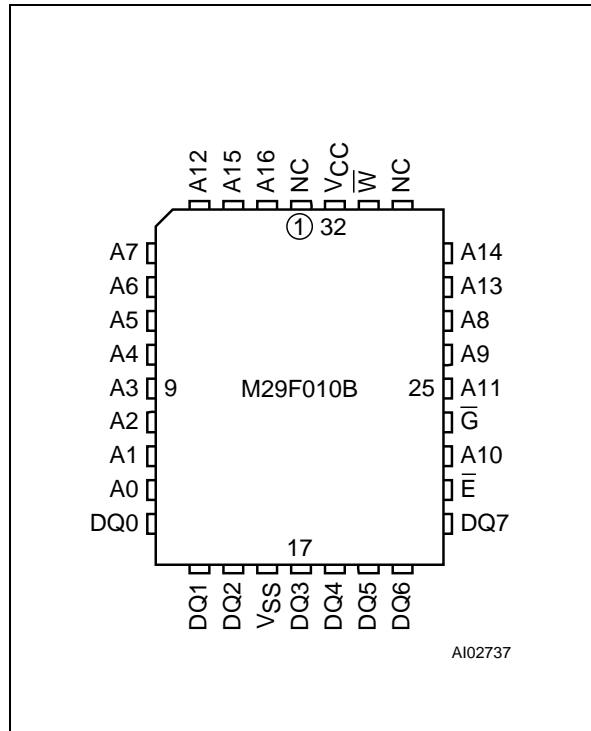 A12 A15 A16 NC VCC W̅ NC
① 32
A7 A14
A6 A13
A5 A8
A4 A9
A3 9 M29F010B 25 A11
A2 G̅
A1 A10
A0 E̅
DQ0 DQ7
17
DQ1 DQ2 VSS DQ3 DQ4 DQ5 DQ6
AI02737